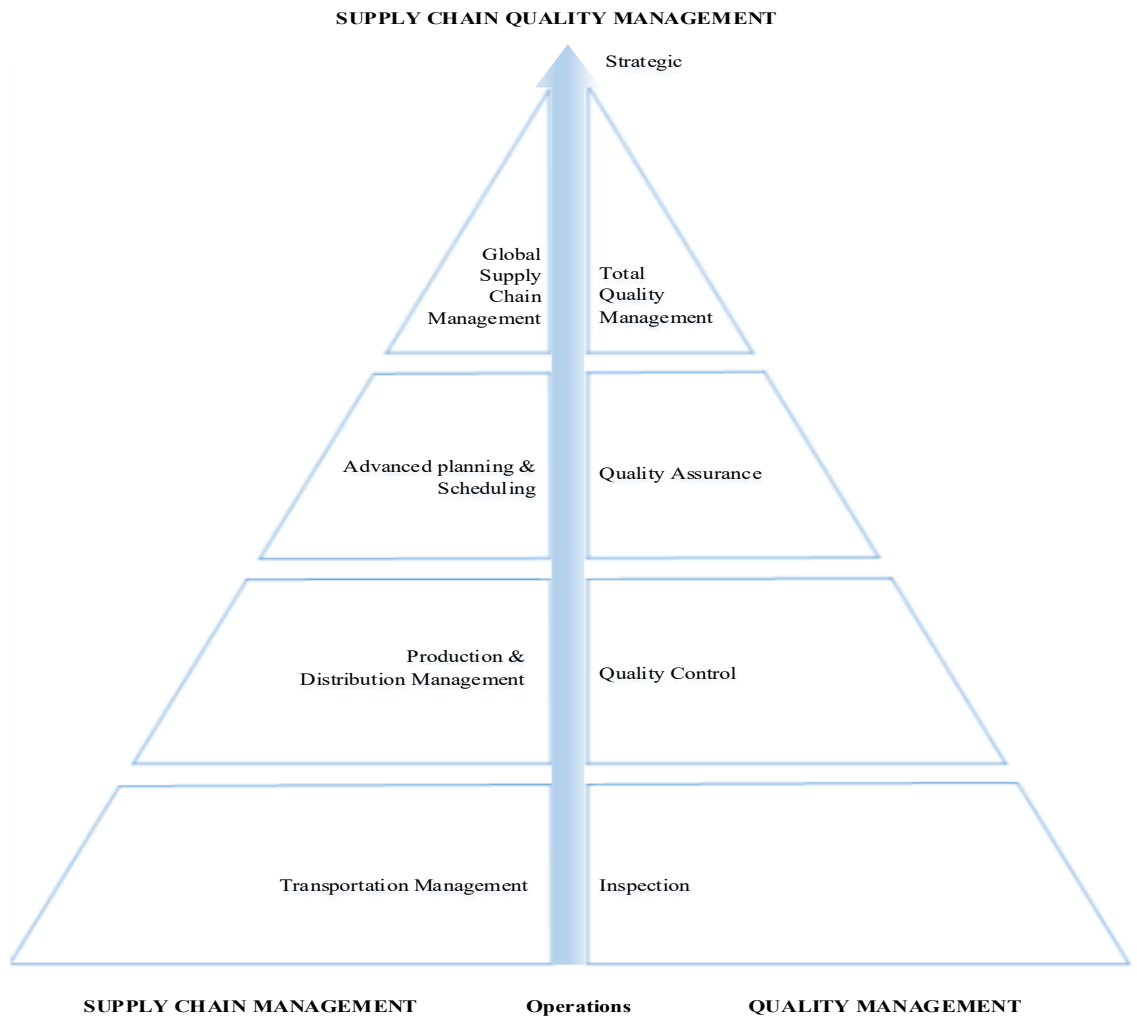 SUPPLY CHAIN QUALITY MANAGEMENT
Strategic
Global
Supply
Chain
Management
Total
Quality
Management
Advanced planning &
Scheduling
Quality Assurance
Production &
Distribution Management
Quality Control
Transportation Management
Inspection
SUPPLY CHAIN MANAGEMENT
Operations
QUALITY MANAGEMENT